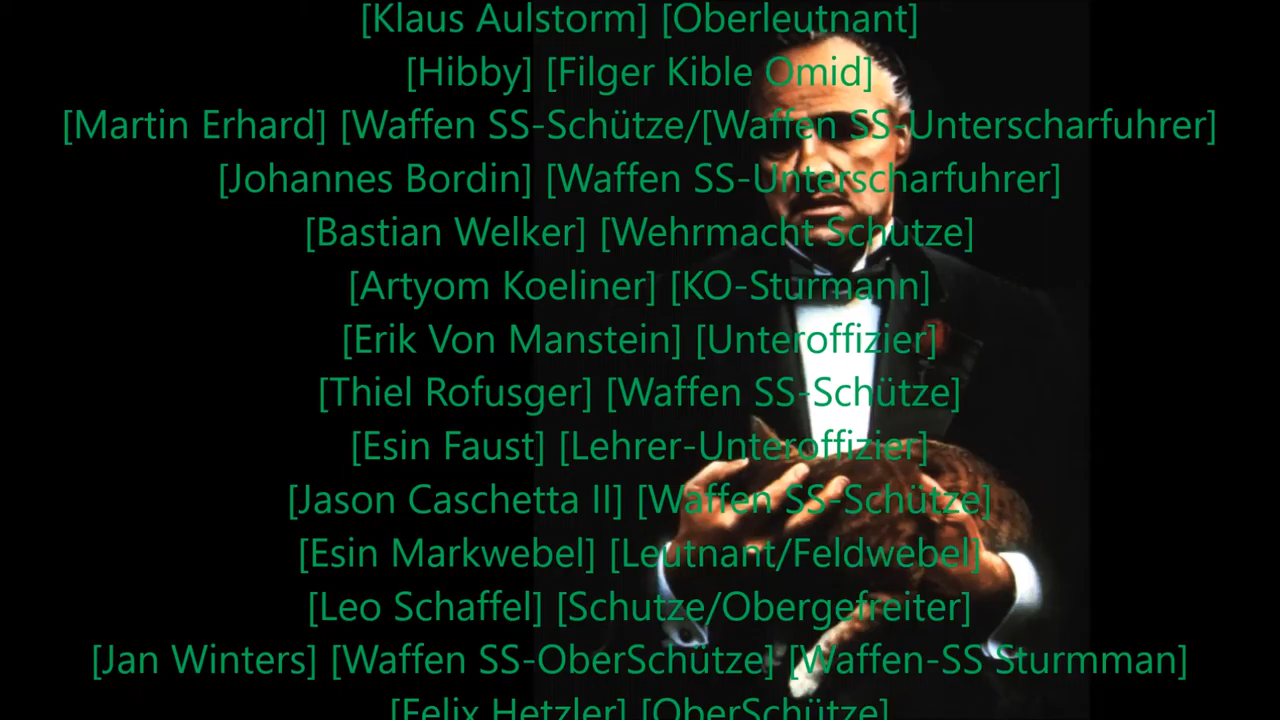 [Klaus Aulstorm] [Oberleutnant]
[Hibby] [Filger Kible Omid]
[Martin Erhard] [Waffen SS-Schütze/[Waffen SS-Unterscharfuhrer]
[Johannes Bordin] [Waffen SS-Unterscharfuhrer]
[Bastian Welker] [Wehrmacht Schutze]
[Artyom Koeliner] [KO-Sturmann]
[Erik Von Manstein] [Unteroffizier]
[Thiel Rofusger] [Waffen SS-Schütze]
[Esin Faust] [Lehrer-Unteroffizier]
[Jason Caschetta II] [Waffen SS-Schütze]
[Esin Markwebel] [Leutnant/Feldwebel]
[Leo Schaffel] [Schutze/Obergefreiter]
[Jan Winters] [Waffen SS-OberSchütze] [Waffen-SS Sturmman]
[Felix Hetzler] [OberSchütze]